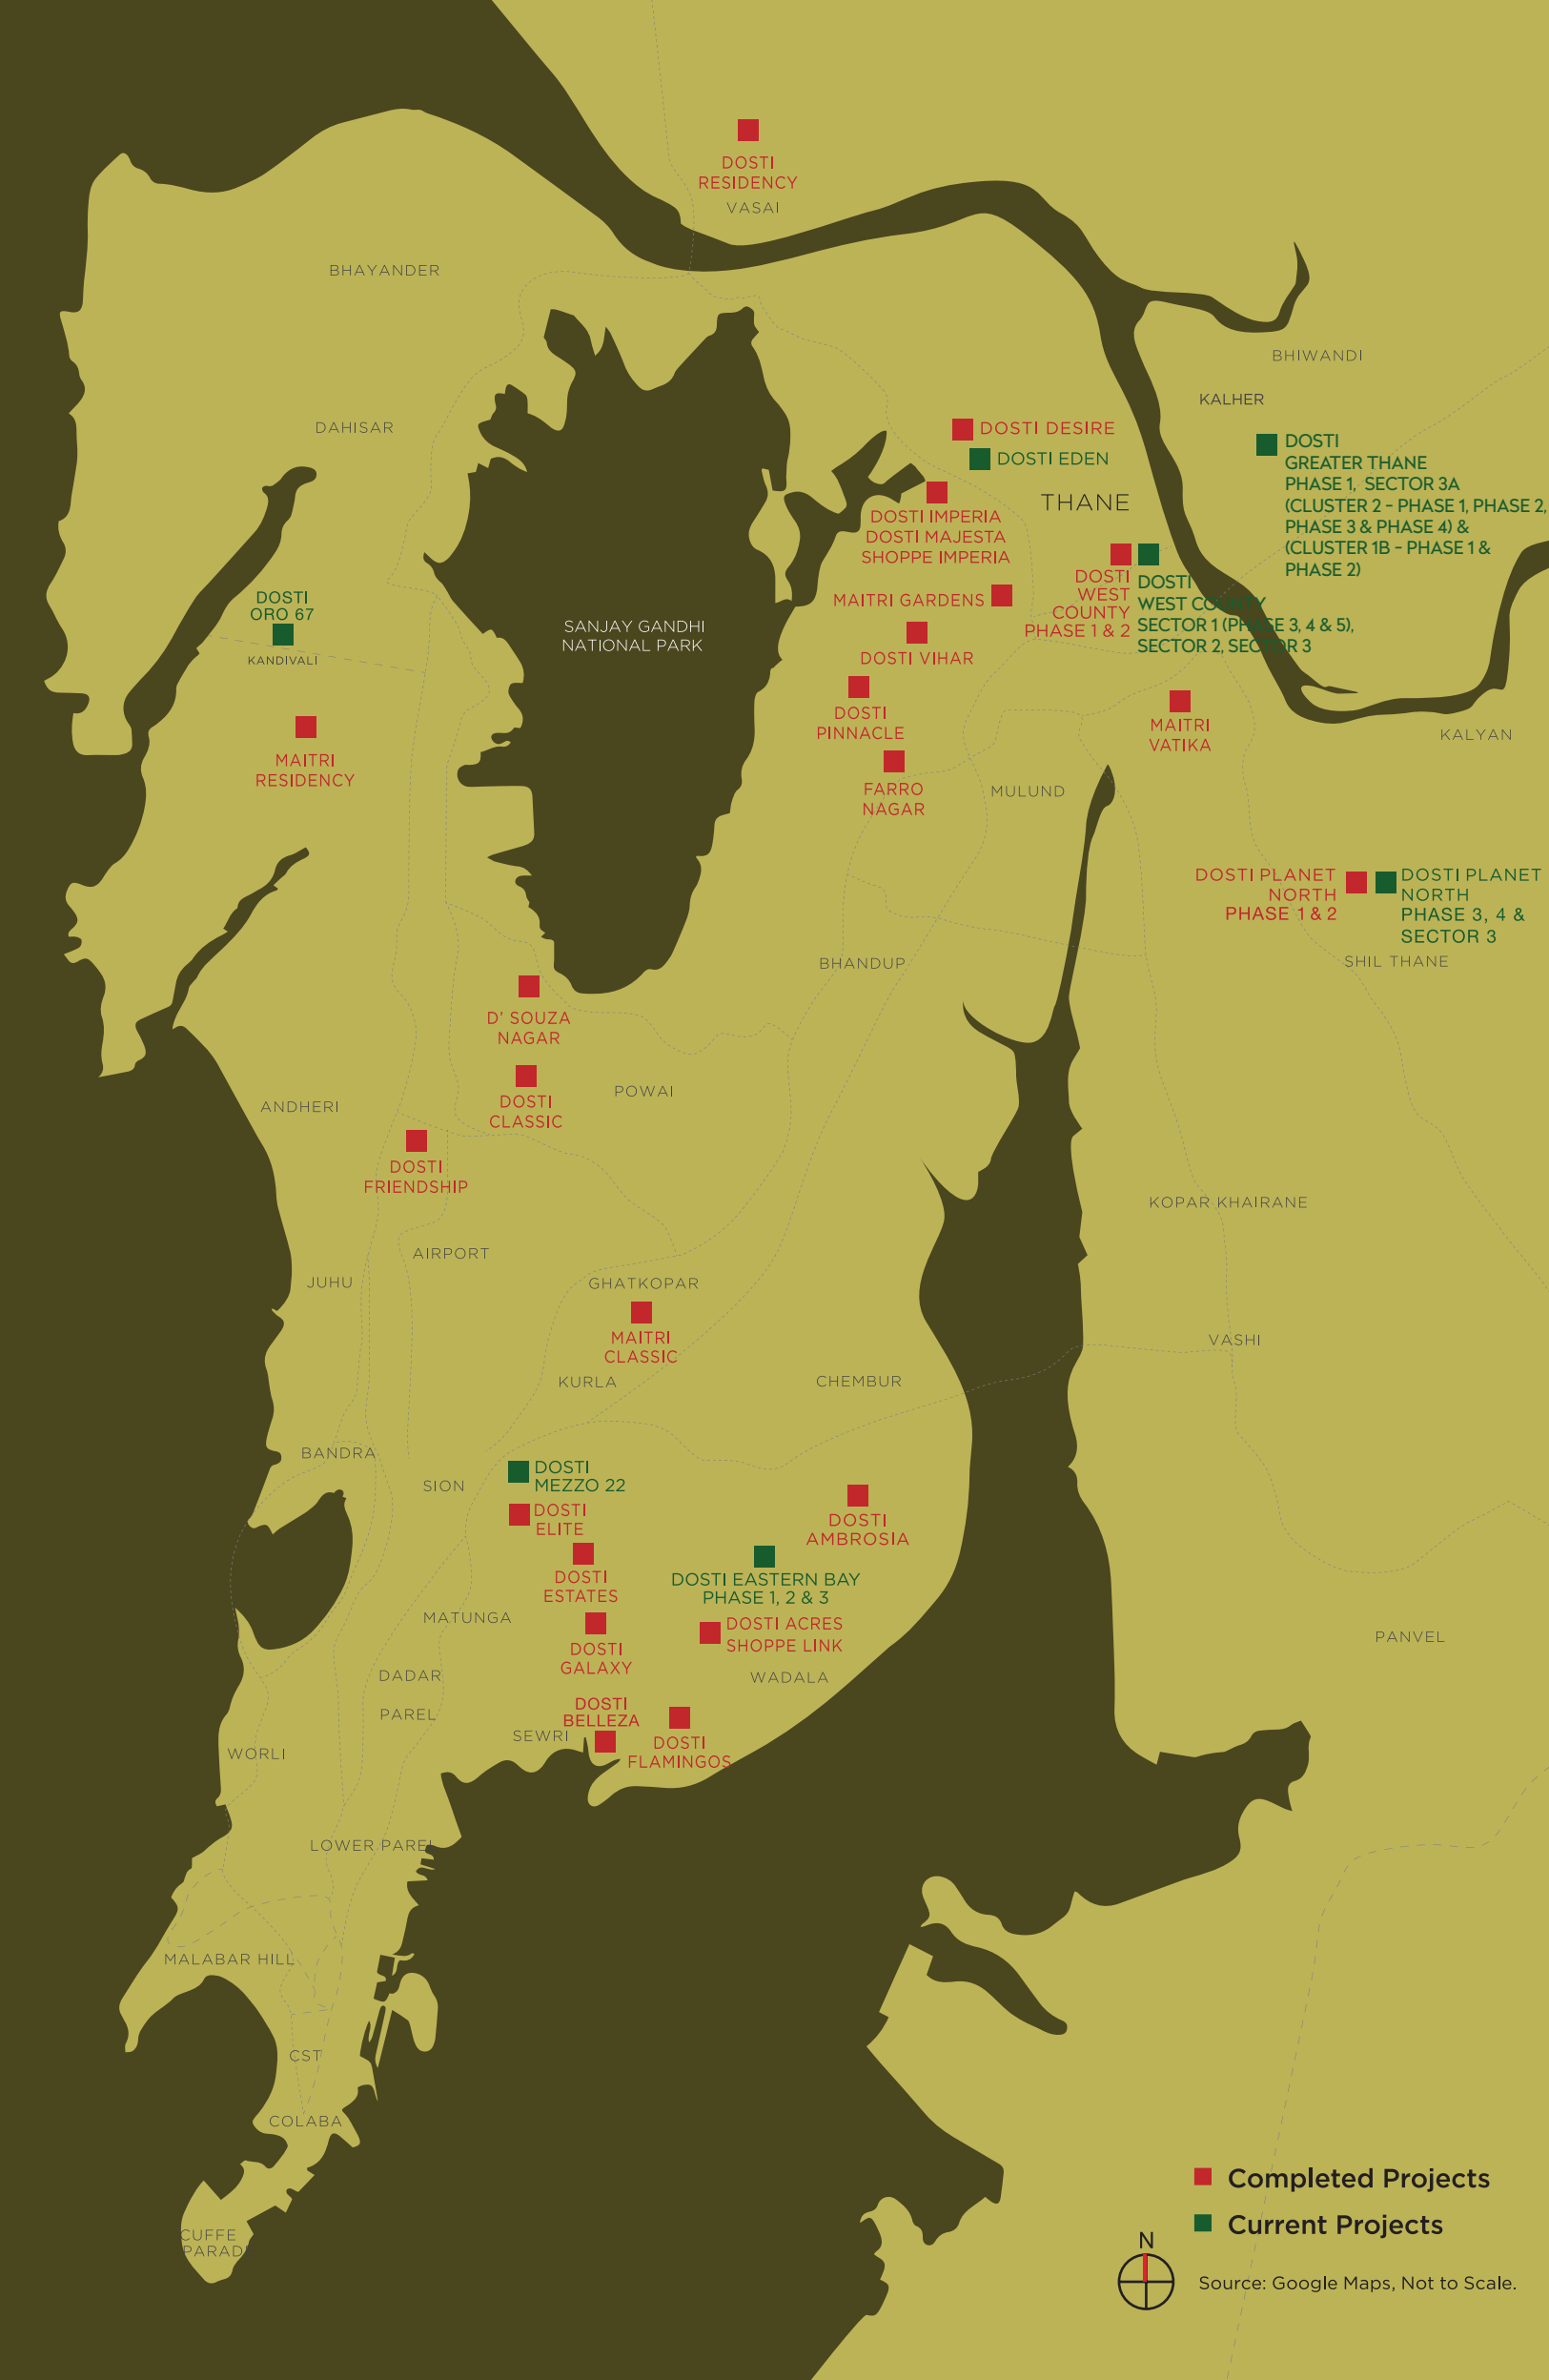 DOSTI
RESIDENCY
VASAI
BHAYANDER
BHIWANDI
KALHER
DAHISAR
DOSTI DESIRE
DOSTI EDEN
DOSTI
GREATER THANE
PHASE 1, SECTOR 3A
(CLUSTER 2 – PHASE 1, PHASE 2,
PHASE 3 & PHASE 4) &
(CLUSTER 1B – PHASE 1 &
PHASE 2)
THANE
DOSTI IMPERIA
DOSTI MAJESTA
SHOPPE IMPERIA
DOSTI
WEST
COUNTY
PHASE 1 & 2
DOSTI
WEST COUNTY
SECTOR 1 (PHASE 3, 4 & 5),
SECTOR 2, SECTOR 3
MAITRI GARDENS
DOSTI
ORO 67
KANDIVALI
SANJAY GANDHI
NATIONAL PARK
DOSTI VIHAR
DOSTI
PINNACLE
MAITRI
VATIKA
KALYAN
MAITRI
RESIDENCY
FARRO
NAGAR
MULUND
DOSTI PLANET
NORTH
PHASE 1 & 2
DOSTI PLANET
NORTH
PHASE 3, 4 &
SECTOR 3
SHIL THANE
BHANDUP
D' SOUZA
NAGAR
POWAI
ANDHERI
DOSTI
CLASSIC
DOSTI
FRIENDSHIP
KOPAR KHAIRANE
AIRPORT
JUHU
GHATKOPAR
MAITRI
CLASSIC
VASHI
KURLA
CHEMBUR
BANDRA
SION
DOSTI
MEZZO 22
DOSTI
ELITE
DOSTI
AMBROSIA
DOSTI
ESTATES
DOSTI EASTERN BAY
PHASE 1, 2 & 3
MATUNGA
DOSTI ACRES
SHOPPE LINK
PANVEL
DOSTI
GALAXY
DADAR
WADALA
PAREL
DOSTI
BELLEZA
SEWRI
DOSTI
FLAMINGOS
WORLI
LOWER PAREL
MALABAR HILL
CST
COLABA
CUFFE
PARADE
Completed Projects
Current Projects
N
Source: Google Maps, Not to Scale.